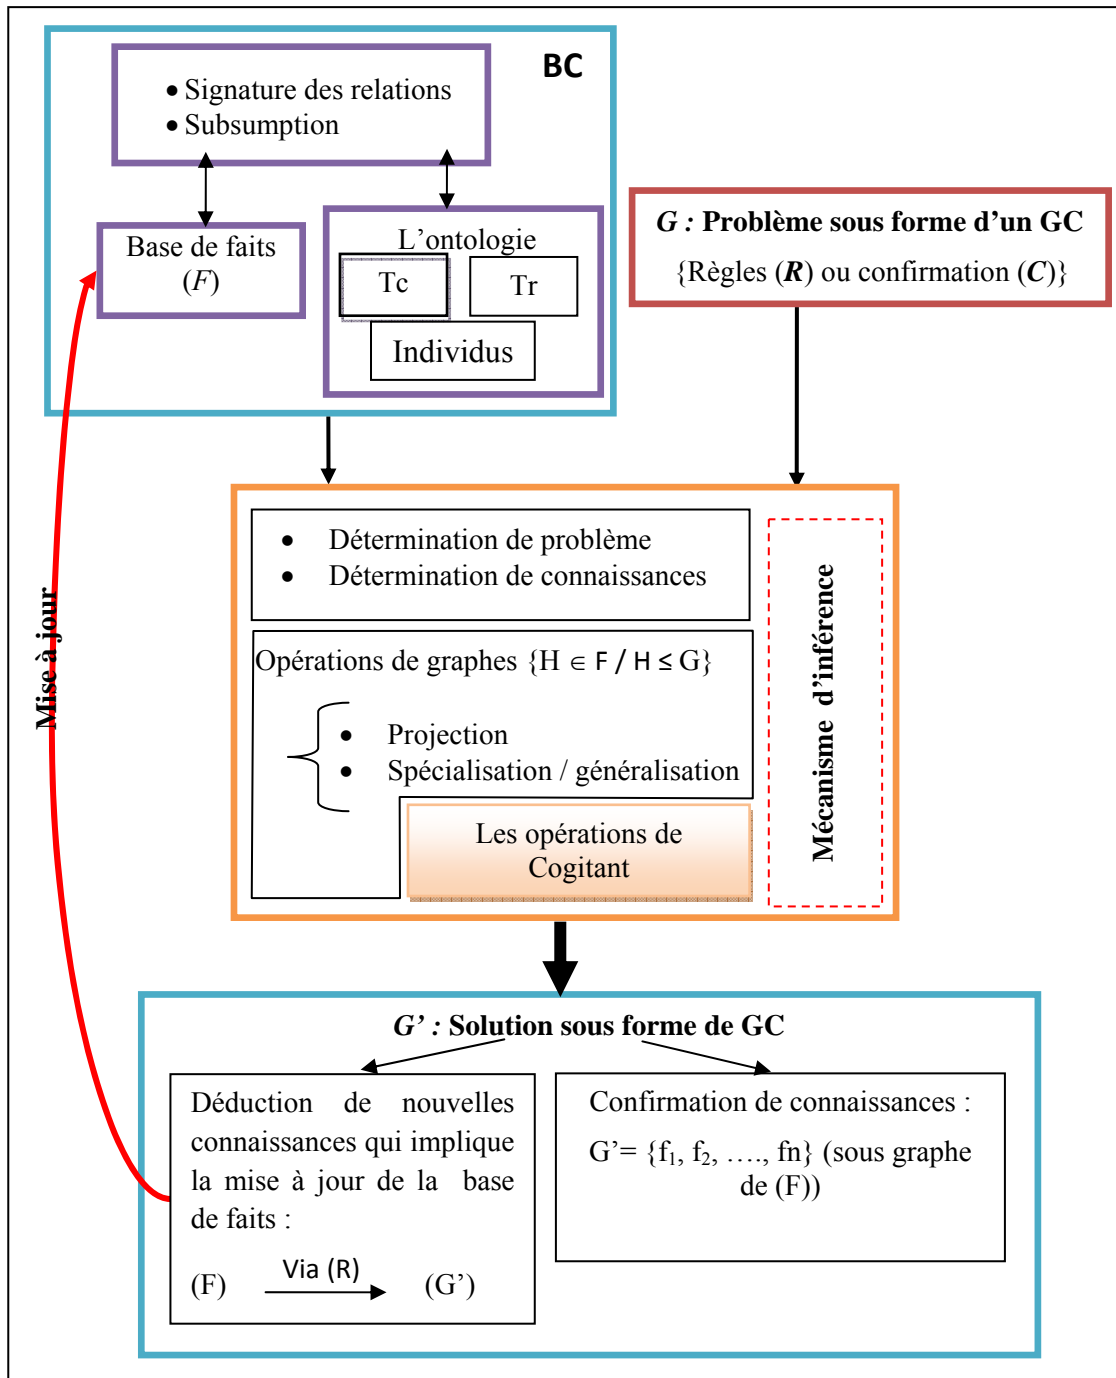 BC
• Signature des relations
• Subsumption
Base de faits
(F)
L’ontologie
Tc
Tr
Individus
G : Problème sous forme d’un GC
{Règles (R) ou confirmation (C)}
Mise à jour
• Détermination de problème
• Détermination de connaissances
Opérations de graphes {H ∈ F / H ≤ G}
• Projection
• Spécialisation / généralisation
Les opérations de
Cogitant
Mécanisme d’inférence
G’ : Solution sous forme de GC
Déduction de nouvelles
connaissances qui implique
la mise à jour de la base
de faits :
(F) Via (R) (G’)
Confirmation de connaissances :
G’= {f₁, f₂, …., fn} (sous graphe
de (F))